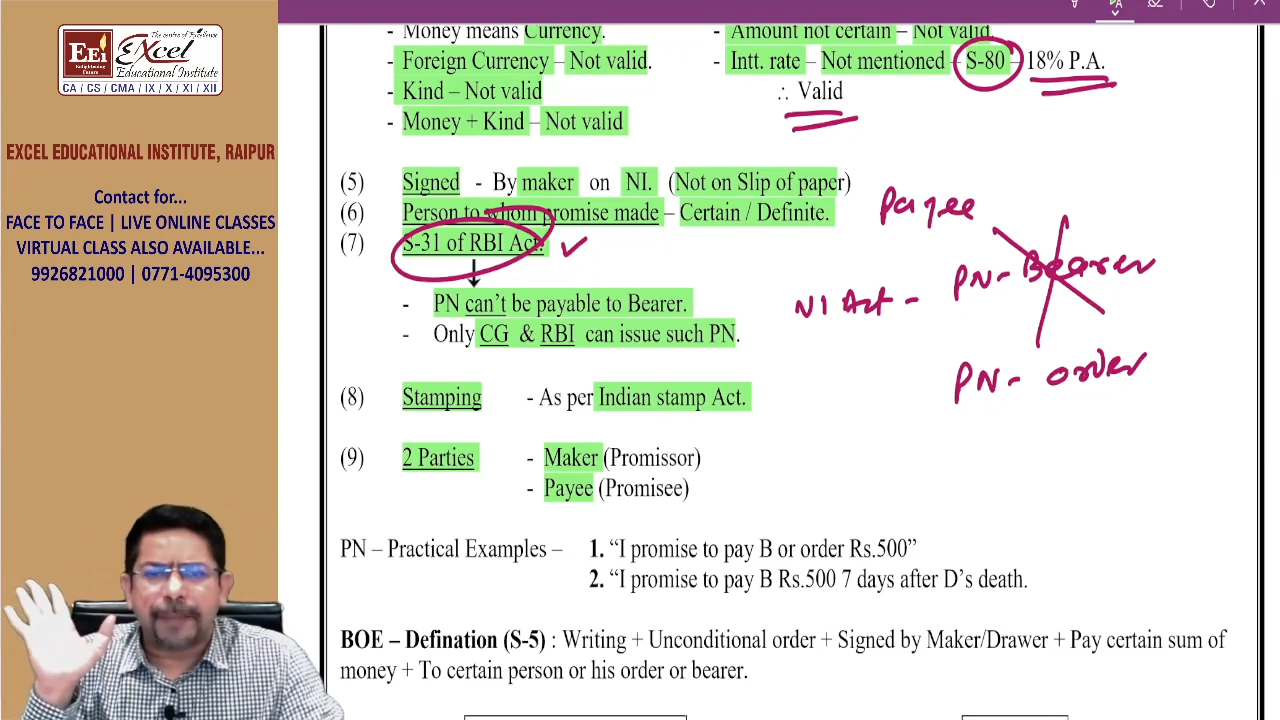 EEi
Enlightening
Future
The centre of Excellence
EXCEL
Educational Institute
CA / CS / CMA / IX / X / XI / XII
EXCEL EDUCATIONAL INSTITUTE, RAIPUR
Contact for...
FACE TO FACE | LIVE ONLINE CLASSES
VIRTUAL CLASS ALSO AVAILABLE...
9926821000 | 0771-4095300
- Money means Currency.
- Foreign Currency – Not valid.
- Kind – Not valid
- Money + Kind – Not valid
- Amount not certain – Not valid
- Intt. rate – Not mentioned – S-80 – 18% P.A.
∴ Valid
(5) Signed - By maker on NI. (Not on Slip of paper)
(6) Person to whom promise made – Certain / Definite.
(7) S-31 of RBI Act.
- PN can't be payable to Bearer.
- Only CG & RBI can issue such PN.
Payee
NI Act - PN- Bearer
PN- order
(8) Stamping - As per Indian stamp Act.
(9) 2 Parties - Maker (Promissor)
- Payee (Promisee)
PN – Practical Examples – 1. “I promise to pay B or order Rs.500”
2. “I promise to pay B Rs.500 7 days after D’s death.
BOE – Defination (S-5) : Writing + Unconditional order + Signed by Maker/Drawer + Pay certain sum of
money + To certain person or his order or bearer.